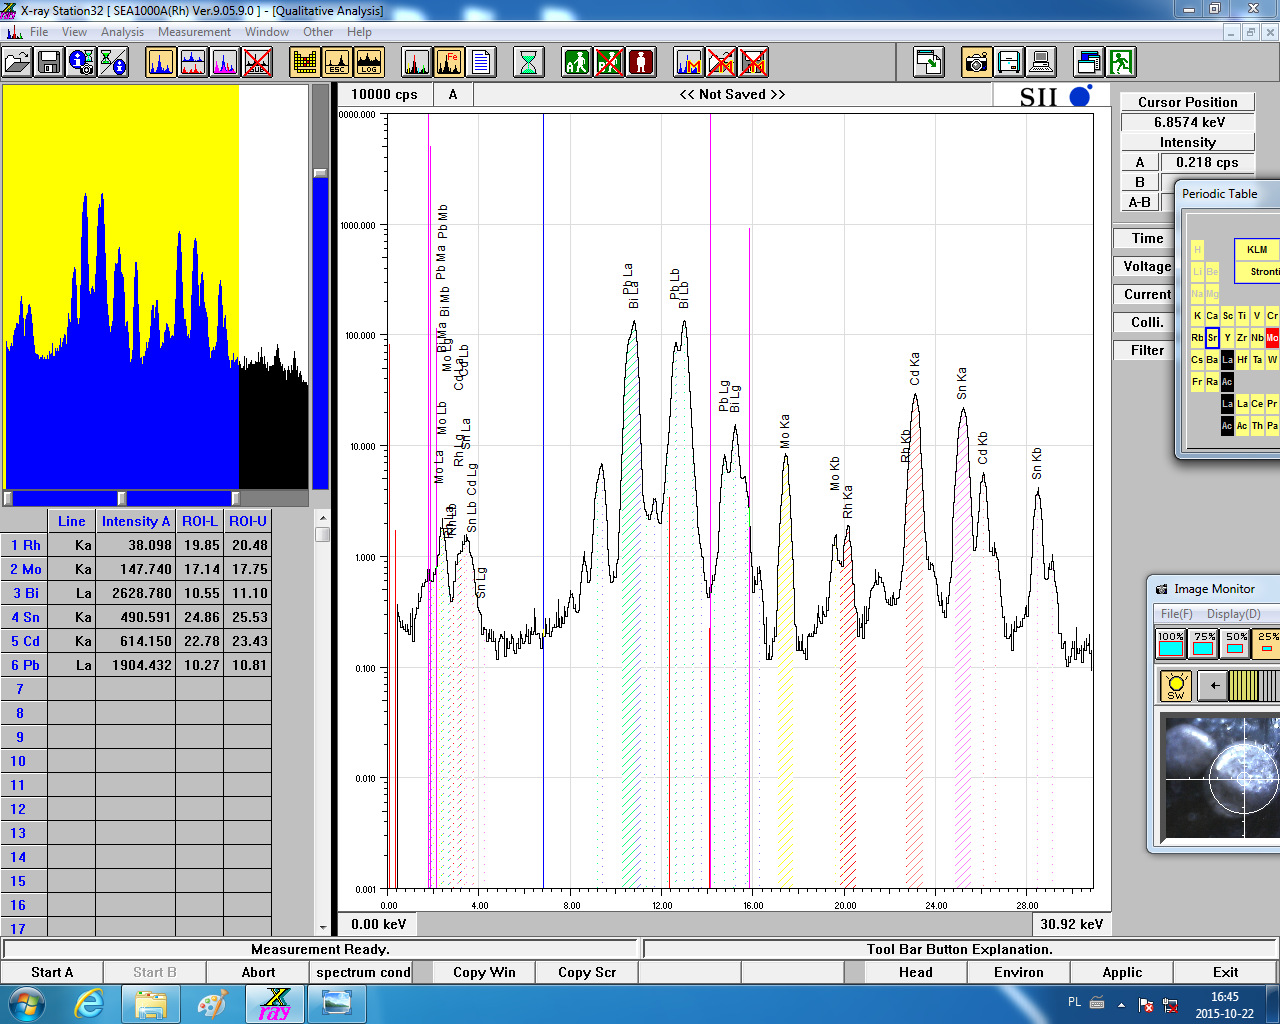 X-ray Station32 [ SEA1000A(Rh) Ver.9.05.9.0 ] - [Qualitative Analysis]
File View Analysis Measurement Window Other Help
ESC LOG Fe
10000 cps A << Not Saved >> SII
Cursor Position
6.8574 keV
Intensity
A 0.218 cps
B
A-B
Time
Voltage
Current
Colli.
Filter
Periodic Table
H KLM
Li Be Stronti
Na Mg
K Ca Sc Ti V Cr
Rb Sr Y Zr Nb Mo
Cs Ba La Hf Ta W
Fr Ra Ac
La La Ce Pr
Ac Ac Th Pa
0000.000
1000.000
100.000
10.000
1.000
0.100
0.010
0.001
0.00 4.00 8.00 12.00 16.00 20.00 24.00 28.00
Pb Mb
Pb Ma
Bi Mb
Bi Ma
Mo Lg
Cd Lb
Cd La
Mo Lb
Sn La
Rh Lg
Mo La
Cd Lg
Rh La
Rh Lb
Sn Lb
Sn Lg
Pb La
Bi La
Pb Lb
Bi Lb
Pb Lg
Bi Lg
Mo Ka
Mo Kb
Rh Ka
Rh Kb
Cd Ka
Sn Ka
Cd Kb
Sn Kb
0.00 keV 30.92 keV
Line Intensity A ROI-L ROI-U
1 Rh Ka 38.098 19.85 20.48
2 Mo Ka 147.740 17.14 17.75
3 Bi La 2628.780 10.55 11.10
4 Sn Ka 490.591 24.86 25.53
5 Cd Ka 614.150 22.78 23.43
6 Pb La 1904.432 10.27 10.81
7
8
9
10
11
12
13
14
15
16
17
Image Monitor
File(F) Display(D)
100% 75% 50% 25%
SW
Measurement Ready. Tool Bar Button Explanation.
Start A Start B Abort spectrum cond Copy Win Copy Scr Head Environ Applic Exit
X ray PL 16:45
2015-10-22